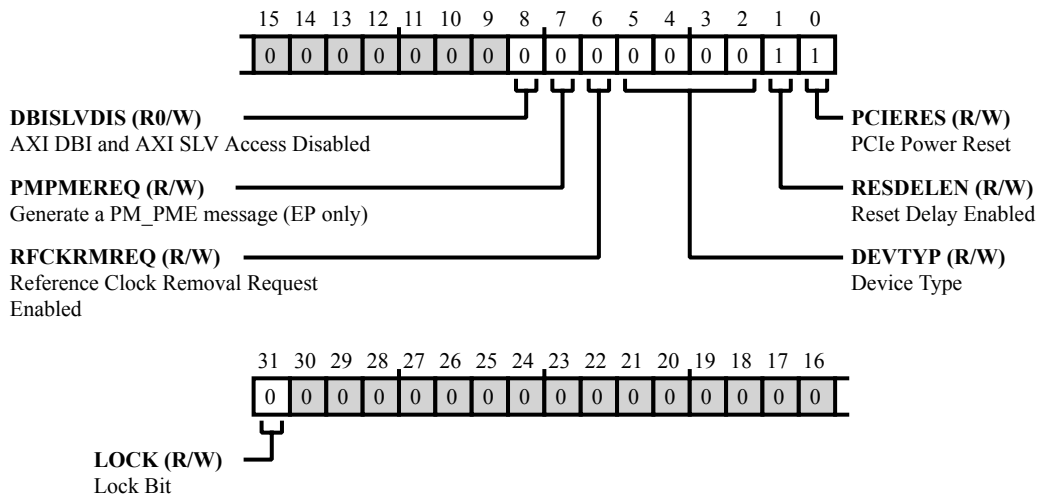 15 14 13 12 11 10 9 8 7 6 5 4 3 2 1 0
0 0 0 0 0 0 0 0 0 0 0 0 0 0 1 1
DBISLVDIS (R0/W)
AXI DBI and AXI SLV Access Disabled
PMPMEREQ (R/W)
Generate a PM_PME message (EP only)
RFCKRMREQ (R/W)
Reference Clock Removal Request
Enabled
PCIERES (R/W)
PCIe Power Reset
RESDELEN (R/W)
Reset Delay Enabled
DEVTYP (R/W)
Device Type
31 30 29 28 27 26 25 24 23 22 21 20 19 18 17 16
0 0 0 0 0 0 0 0 0 0 0 0 0 0 0 0
LOCK (R/W)
Lock Bit